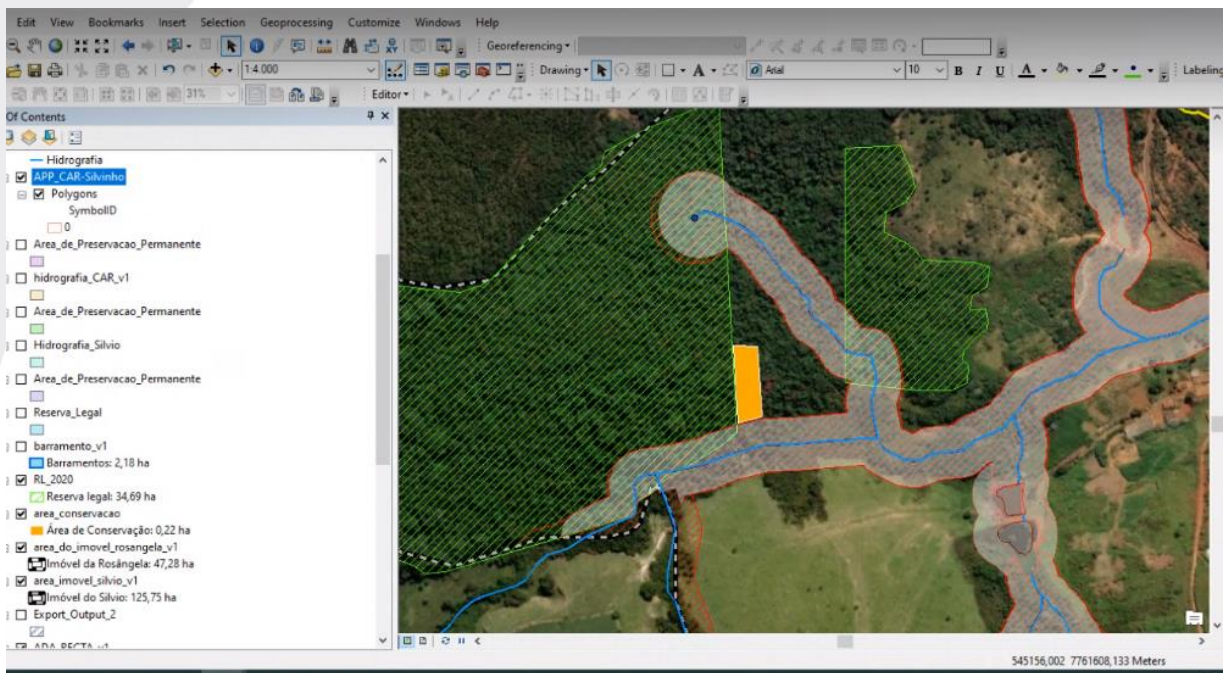 Edit View Bookmarks Insert Selection Geoprocessing Customize Windows Help
Georeferencing
1:4.000 Drawing A Arial 10 B I U A Labeling
31% Editor
Of Contents
Hidrografia
APP_CAR-Silvinho
Polygons
SymbolID
0
Area_de_Preservacao_Permanente
hidrografia_CAR_v1
Area_de_Preservacao_Permanente
Hidrografia_Silvio
Area_de_Preservacao_Permanente
Reserva_Legal
barramento_v1
Barramentos: 2,18 ha
RL_2020
Reserva legal: 34,69 ha
area_conservacao
Área de Conservação: 0,22 ha
area_do_imovel_rosangela_v1
Imóvel da Rosângela: 47,28 ha
area_imovel_silvio_v1
Imóvel do Silvio: 125,75 ha
Export_Output_2
545156,002 7761608,133 Meters